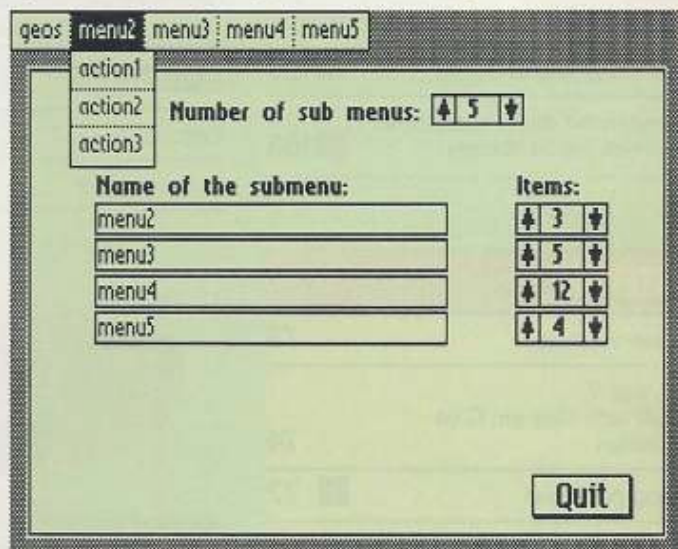 geos menu2 menu3 menu4 menu5
action1
action2
action3
Number of sub menus: 5
Name of the submenu: Items:
menu2 3
menu3 5
menu4 12
menu5 4
Quit